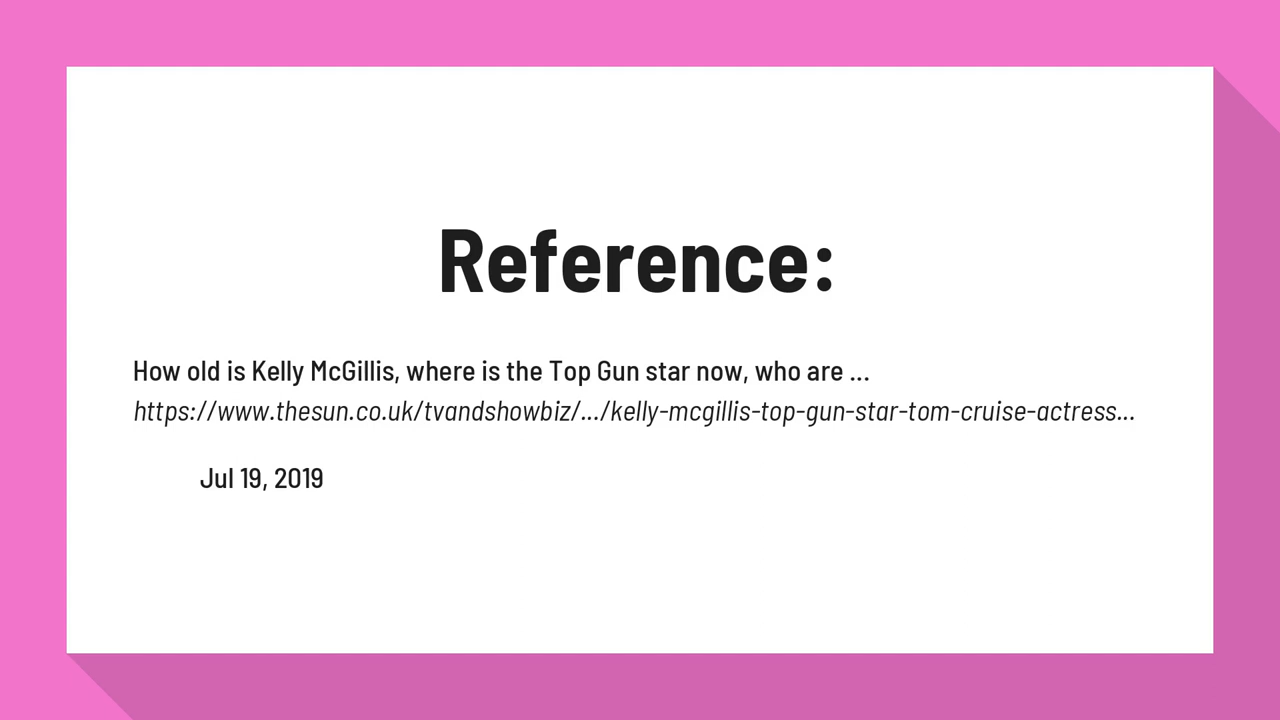 Reference:
How old is Kelly McGillis, where is the Top Gun star now, who are ...
https://www.thesun.co.uk/tvandshowbiz/.../kelly-mcgillis-top-gun-star-tom-cruise-actress...
Jul 19, 2019